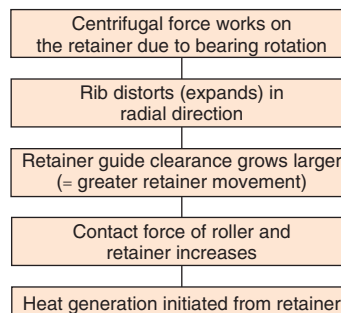 Centrifugal force works on
the retainer due to bearing rotation
Rib distorts (expands) in
radial direction
Retainer guide clearance grows larger
(= greater retainer movement)
Contact force of roller and
retainer increases
Heat generation initiated from retainer